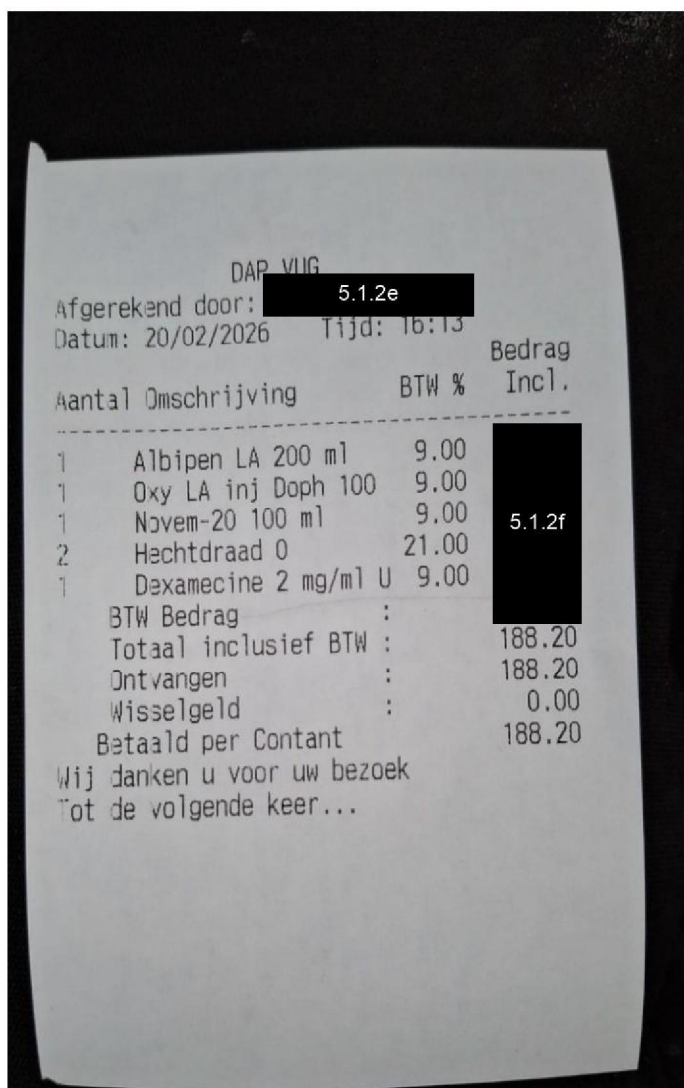 DAP VUG
Afgerekend door: 5.1.2e
Datum: 20/02/2026 Tijd: 16:13
Bedrag
Aantal Omschrijving BTW % Incl.
1 Albipen LA 200 ml 9.00
1 Oxy LA inj Doph 100 9.00
1 Novem-20 100 ml 9.00
5.1.2f
2 Hechtdraad 0 21.00
1 Dexamecine 2 mg/ml U 9.00
BTW Bedrag :
Totaal inclusief BTW : 188.20
Ontvangen : 188.20
Wisselgeld : 0.00
Betaald per Contant 188.20
Wij danken u voor uw bezoek
Tot de volgende keer...